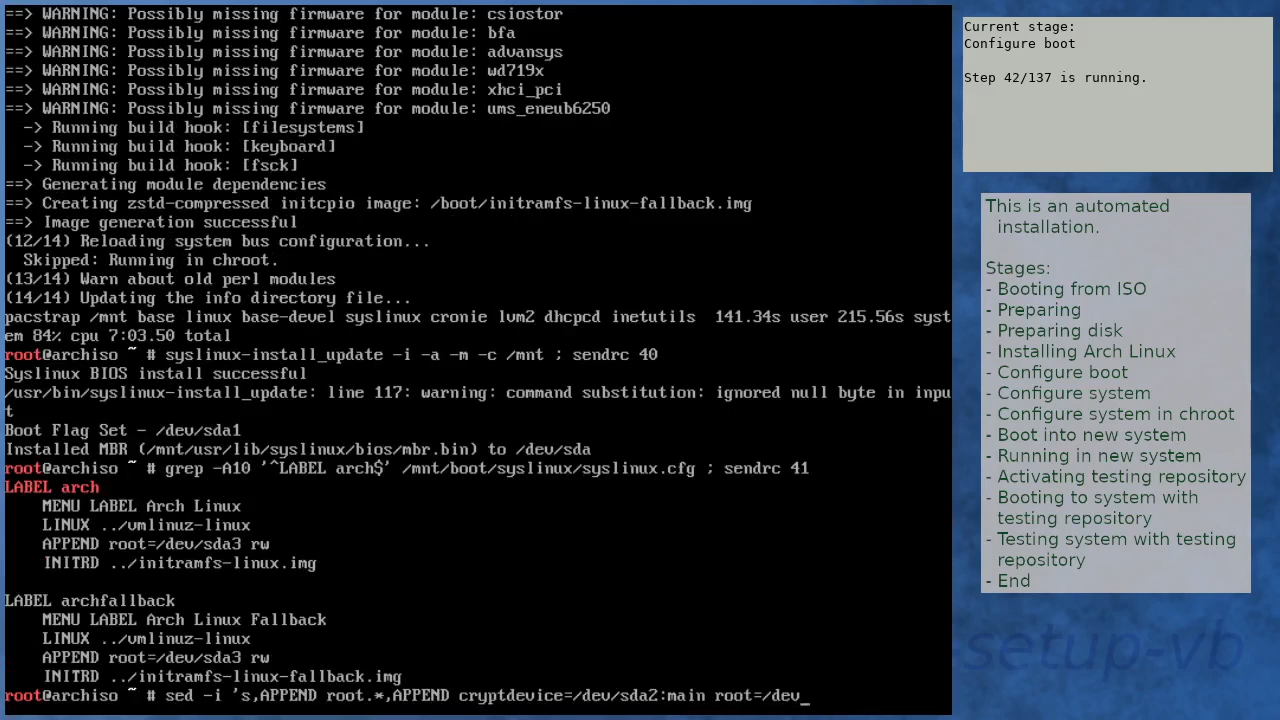 ==> WARNING: Possibly missing firmware for module: csiostor
==> WARNING: Possibly missing firmware for module: bfa
==> WARNING: Possibly missing firmware for module: advansys
==> WARNING: Possibly missing firmware for module: wd719x
==> WARNING: Possibly missing firmware for module: xhci_pci
==> WARNING: Possibly missing firmware for module: ums_eneub6250
  -> Running build hook: [filesystems]
  -> Running build hook: [keyboard]
  -> Running build hook: [fsck]
==> Generating module dependencies
==> Creating zstd-compressed initcpio image: /boot/initramfs-linux-fallback.img
==> Image generation successful
(12/14) Reloading system bus configuration...
  Skipped: Running in chroot.
(13/14) Warn about old perl modules
(14/14) Updating the info directory file...
pacstrap /mnt base linux base-devel syslinux cronie lvm2 dhcpcd inetutils  141.34s user 215.56s syst
em 84% cpu 7:03.50 total
root@archiso ~ # syslinux-install_update -i -a -m -c /mnt ; sendrc 40
Syslinux BIOS install successful
/usr/bin/syslinux-install_update: line 117: warning: command substitution: ignored null byte in inpu
t
Boot Flag Set - /dev/sda1
Installed MBR (/mnt/usr/lib/syslinux/bios/mbr.bin) to /dev/sda
root@archiso ~ # grep -A10 '^LABEL arch$' /mnt/boot/syslinux/syslinux.cfg ; sendrc 41
LABEL arch
    MENU LABEL Arch Linux
    LINUX ../vmlinuz-linux
    APPEND root=/dev/sda3 rw
    INITRD ../initramfs-linux.img

LABEL archfallback
    MENU LABEL Arch Linux Fallback
    LINUX ../vmlinuz-linux
    APPEND root=/dev/sda3 rw
    INITRD ../initramfs-linux-fallback.img
root@archiso ~ # sed -i 's,APPEND root.*,APPEND cryptdevice=/dev/sda2:main root=/dev_
Current stage:
Configure boot

Step 42/137 is running.
This is an automated
installation.

Stages:
- Booting from ISO
- Preparing
- Preparing disk
- Installing Arch Linux
- Configure boot
- Configure system
- Configure system in chroot
- Boot into new system
- Running in new system
- Activating testing repository
- Booting to system with
testing repository
- Testing system with testing
repository
- End
setup-vb